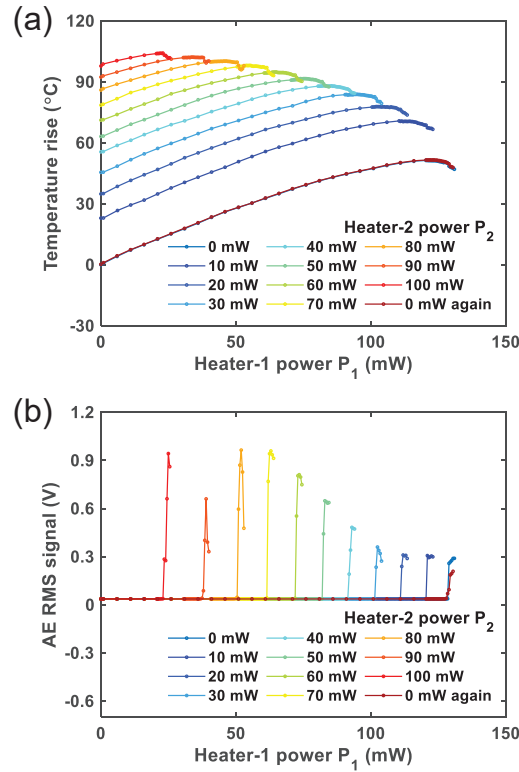 (a)
Temperature rise (°C)
120
90
60
30
0
-30
Heater-2 power P2
0 mW 40 mW 80 mW
10 mW 50 mW 90 mW
20 mW 60 mW 100 mW
30 mW 70 mW 0 mW again
0 50 100 150
Heater-1 power P1 (mW)
(b)
AE RMS signal (V)
1.2
0.9
0.6
0.3
0
-0.3
-0.6
Heater-2 power P2
0 mW 40 mW 80 mW
10 mW 50 mW 90 mW
20 mW 60 mW 100 mW
30 mW 70 mW 0 mW again
0 50 100 150
Heater-1 power P1 (mW)